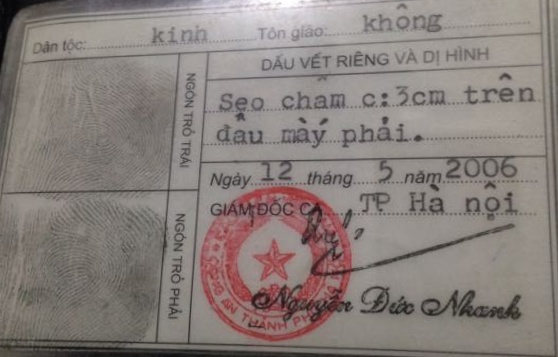 Dân tộc: kinh Tôn giáo: không
DẤU VẾT RIÊNG VÀ DỊ HÌNH
Sẹo chấm c:3cm trên
đầu mày phải.
Ngày 12 tháng 5 năm 2006
GIÁM ĐỐC CA TP Hà nội
NGÓN TRỎ TRÁI
NGÓN TRỎ PHẢI
CÔNG AN THÀNH PHỐ
Nguyễn Đức Nhanh